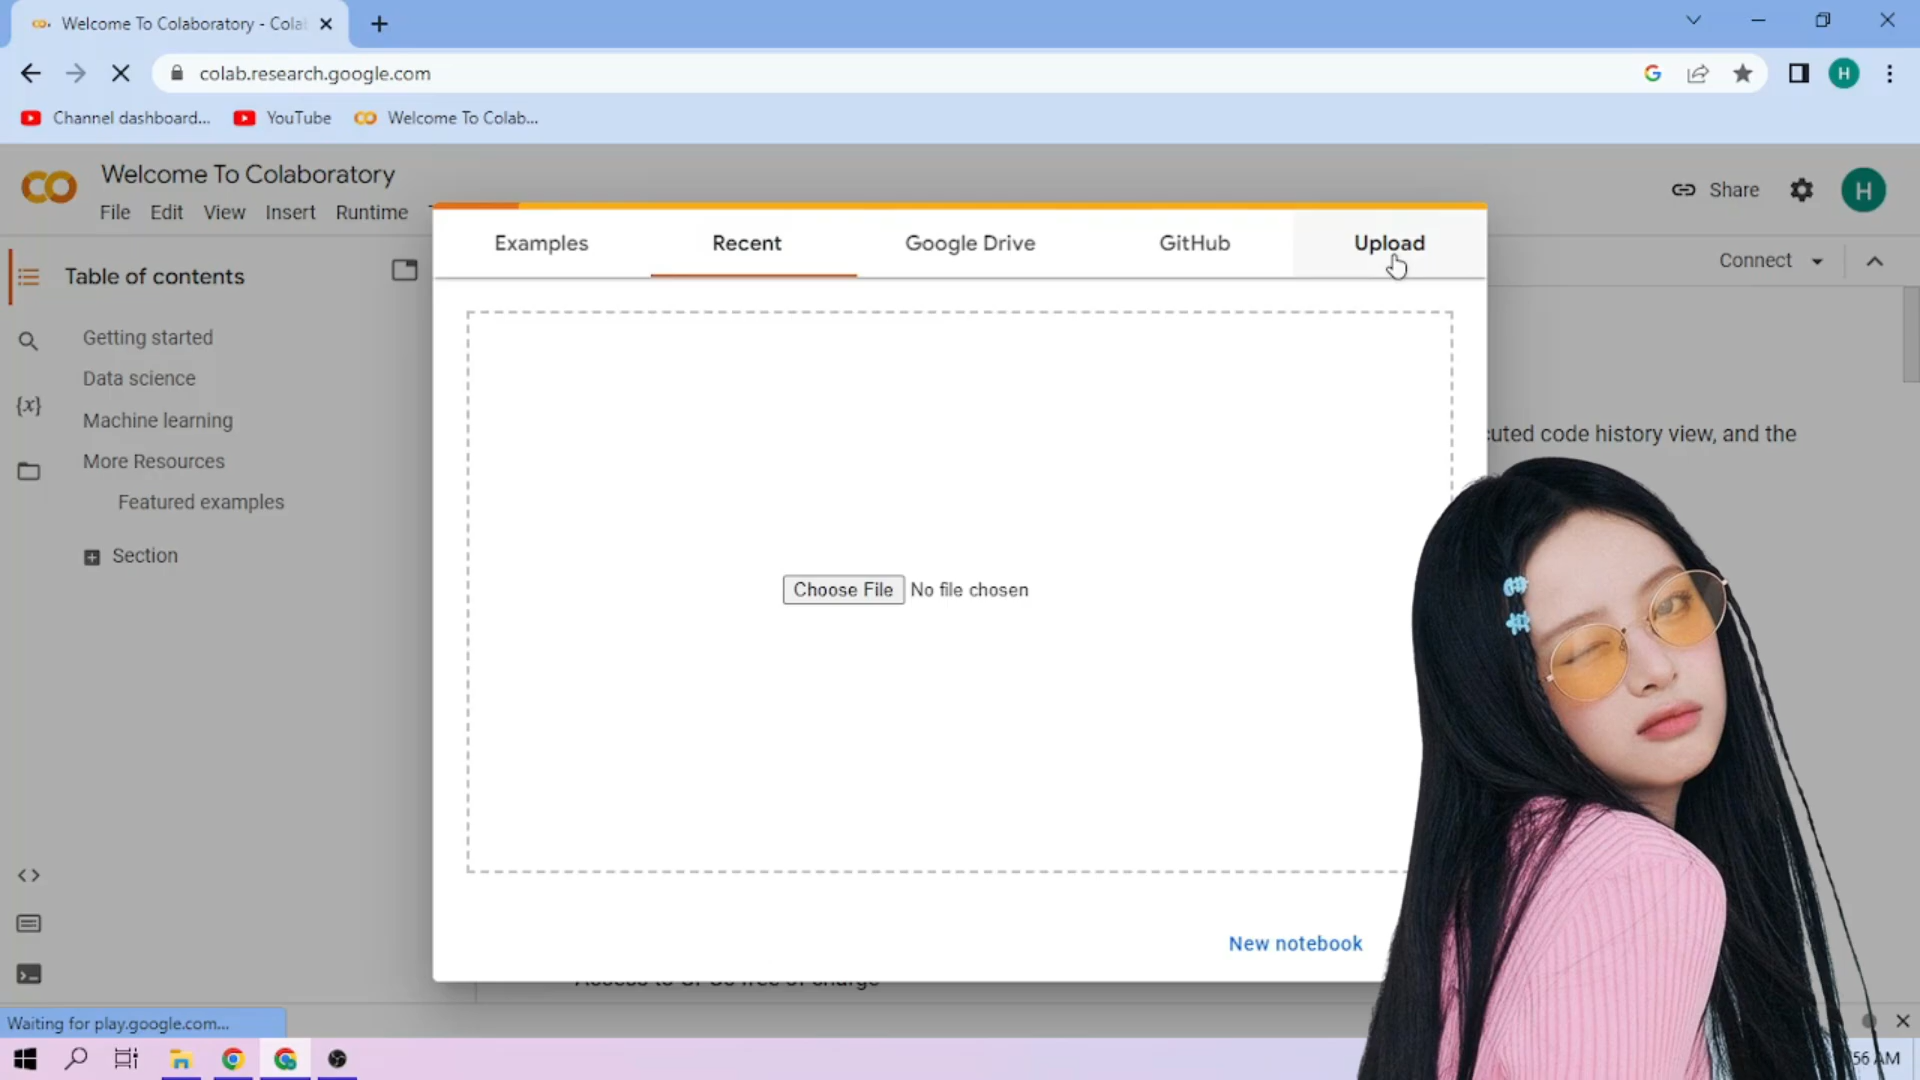 Welcome To Colaboratory - Cola
colab.research.google.com
G
H
Channel dashboard...
YouTube
Welcome To Colab...
CO
Welcome To Colaboratory
File Edit View Insert Runtime
Share
H
Examples
Recent
Google Drive
GitHub
Upload
Connect
Table of contents
Getting started
Data science
{x}
Machine learning
More Resources
Featured examples
Section
cuted code history view, and the
Choose File No file chosen
New notebook
Waiting for play.google.com...
56 AM